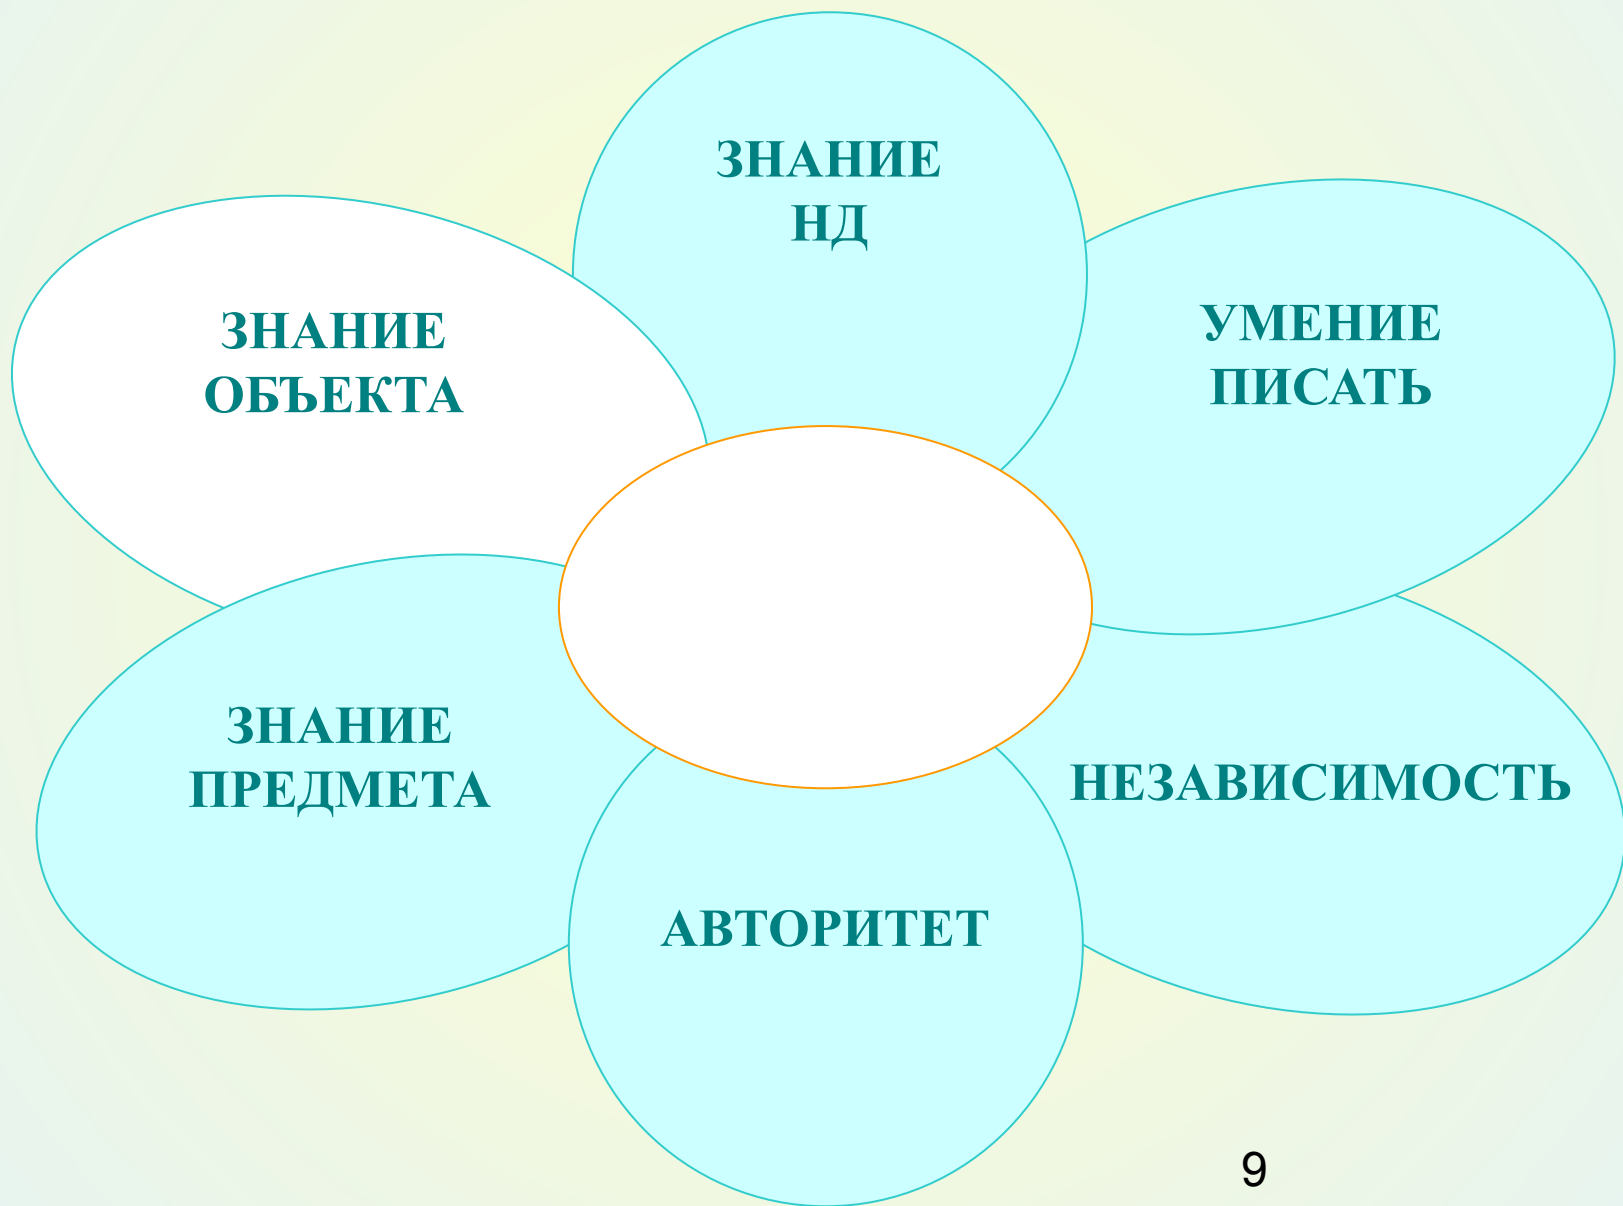 ЗНАНИЕ
НД
ЗНАНИЕ
ОБЪЕКТА
УМЕНИЕ
ПИСАТЬ
ЗНАНИЕ
ПРЕДМЕТА
НЕЗАВИСИМОСТЬ
АВТОРИТЕТ
9